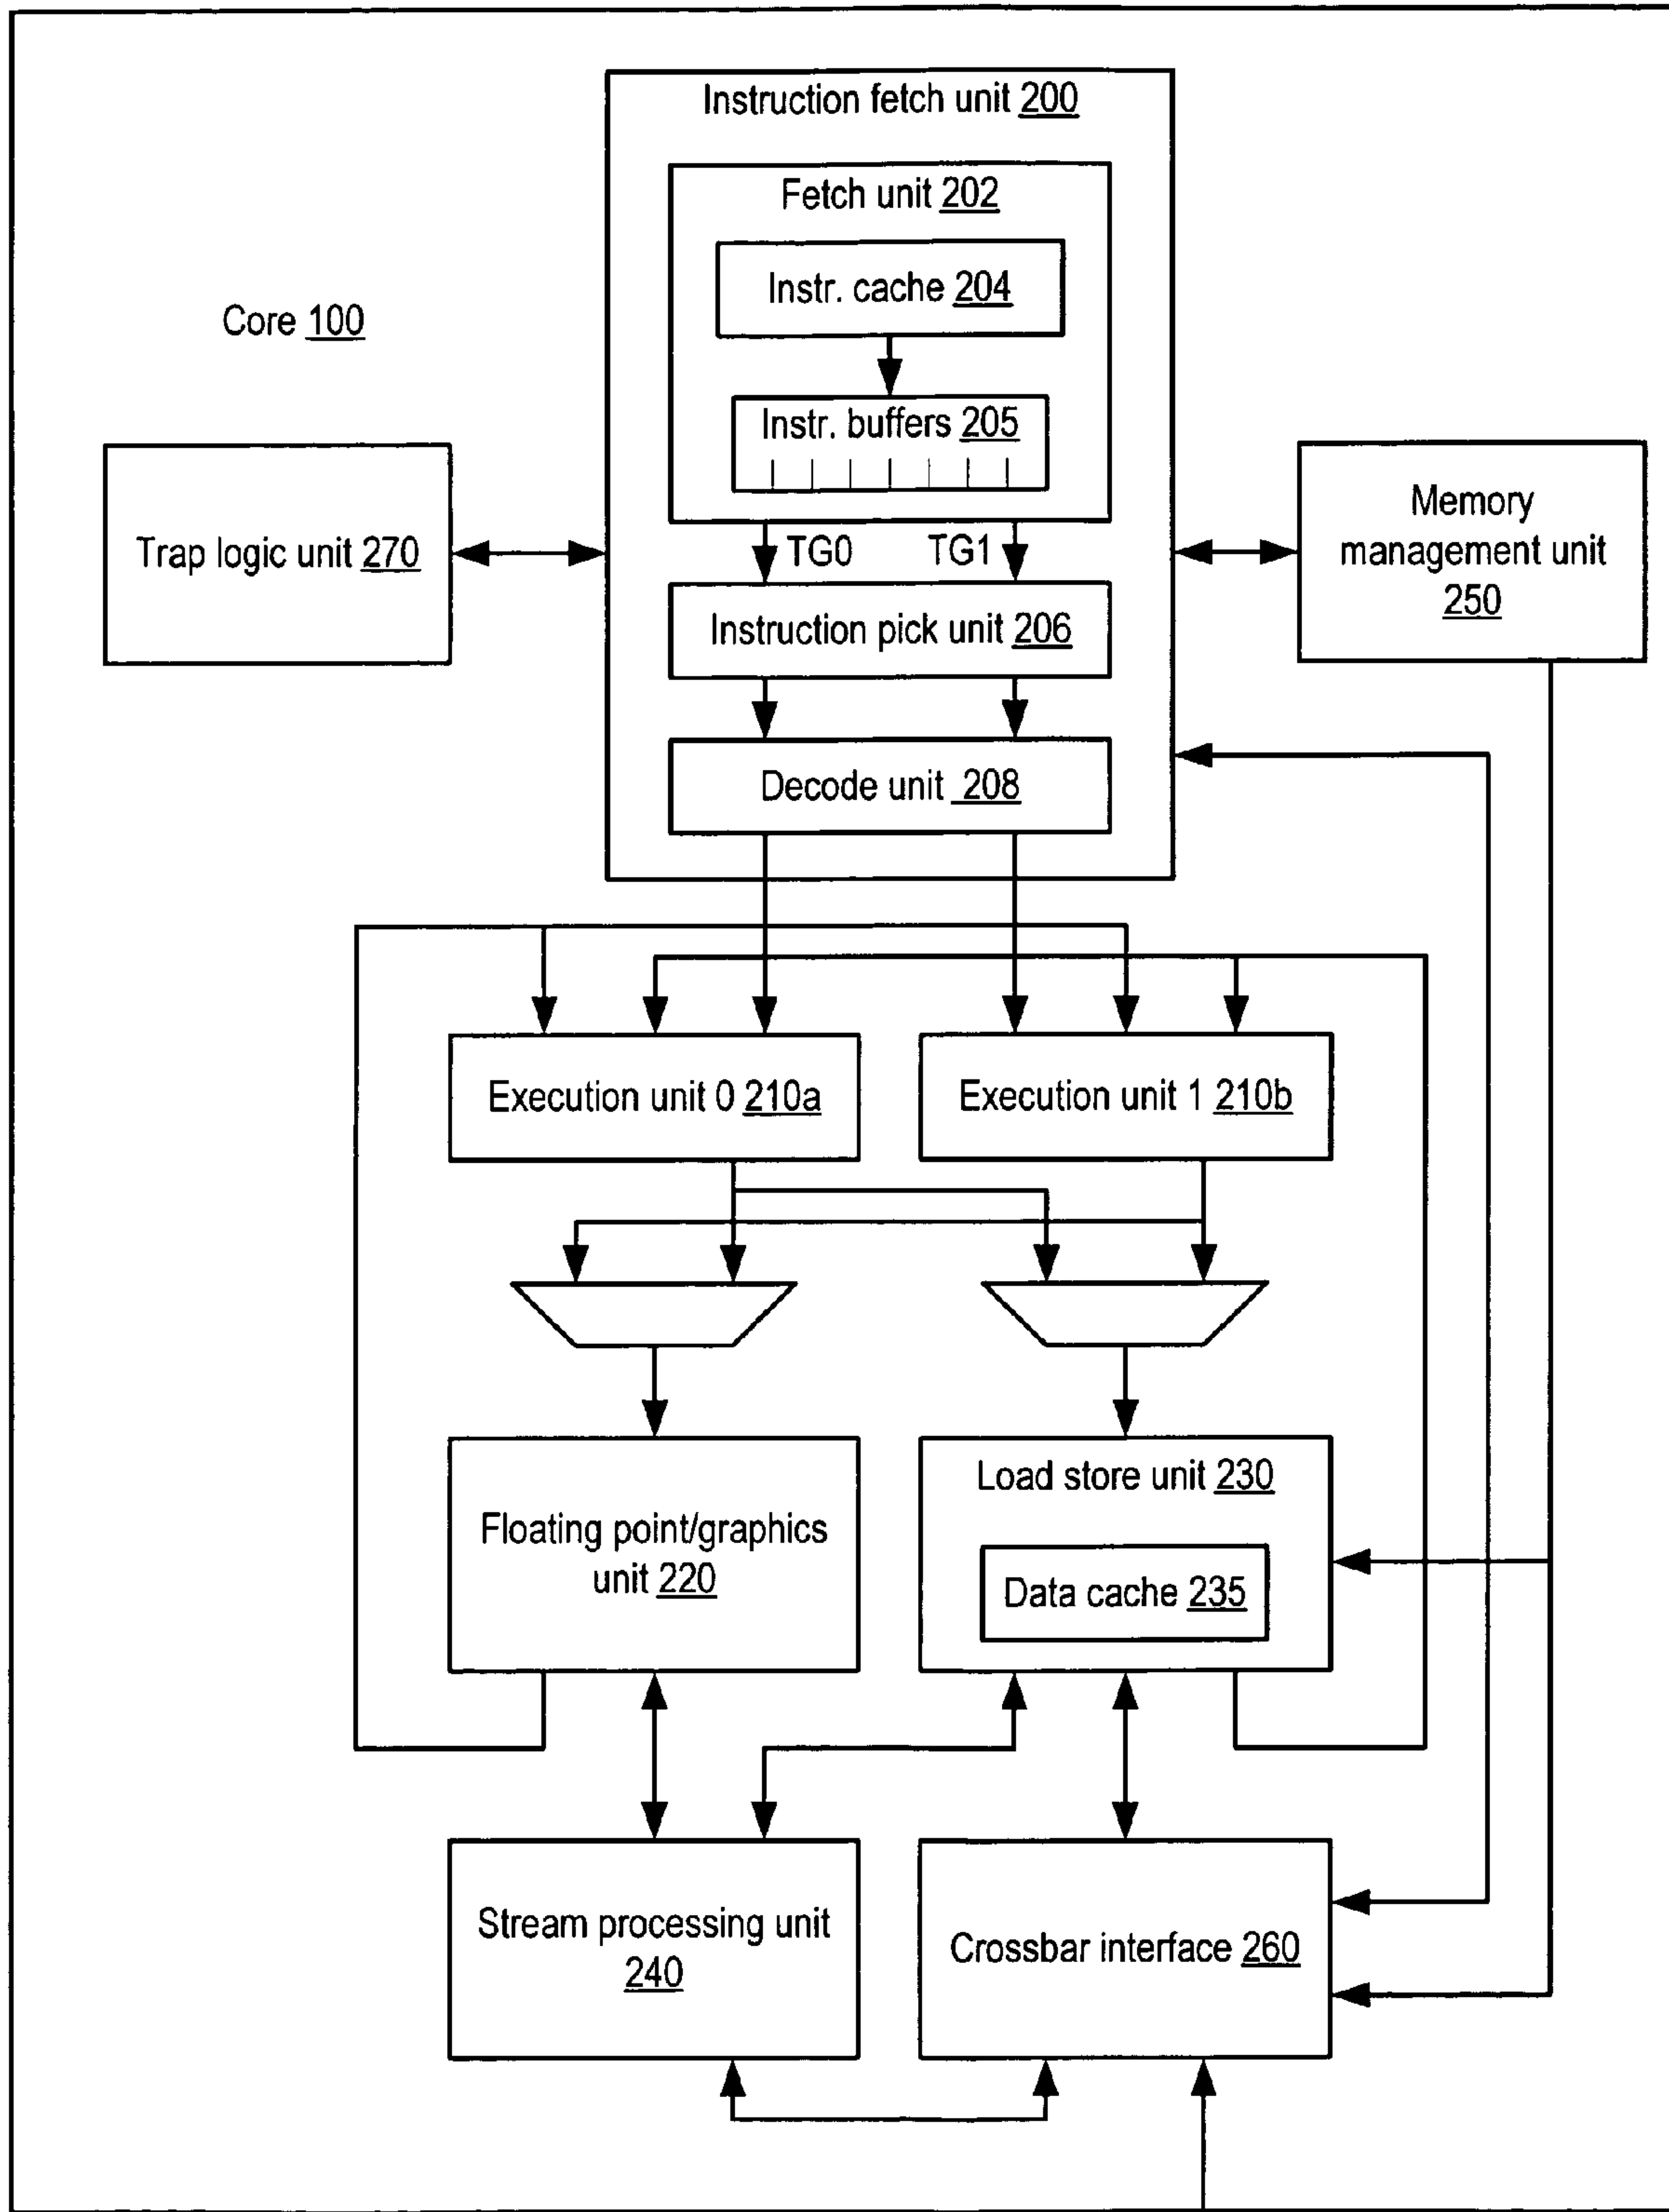 Instruction fetch unit 200
Fetch unit 202
Instr. cache 204
Core 100
Instr. buffers 205
Trap logic unit 270
TG0
TG1
Memory
management unit
250
Instruction pick unit 206
Decode unit 208
Execution unit 0 210a
Execution unit 1 210b
Floating point/graphics
unit 220
Load store unit 230
Data cache 235
Stream processing unit
240
Crossbar interface 260